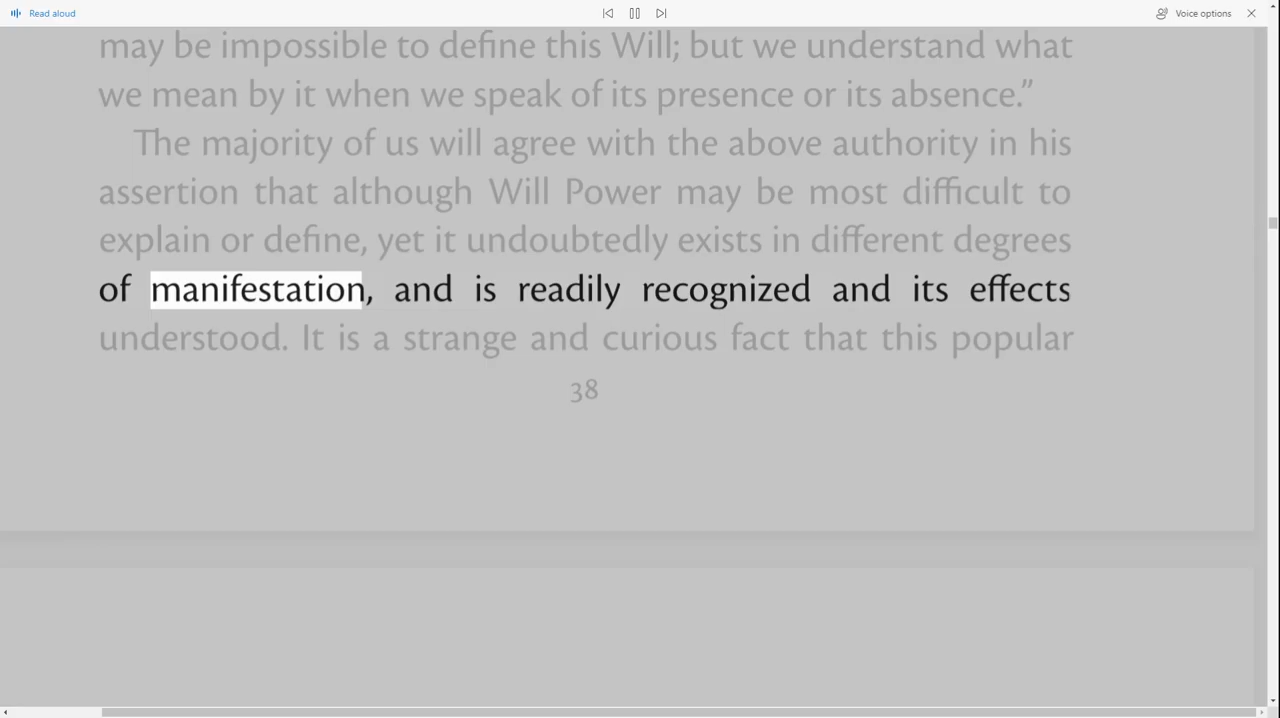 Read aloud
Voice options
may be impossible to define this Will; but we understand what
we mean by it when we speak of its presence or its absence.”
The majority of us will agree with the above authority in his
assertion that although Will Power may be most difficult to
explain or define, yet it undoubtedly exists in different degrees
of manifestation, and is readily recognized and its effects
understood. It is a strange and curious fact that this popular
38